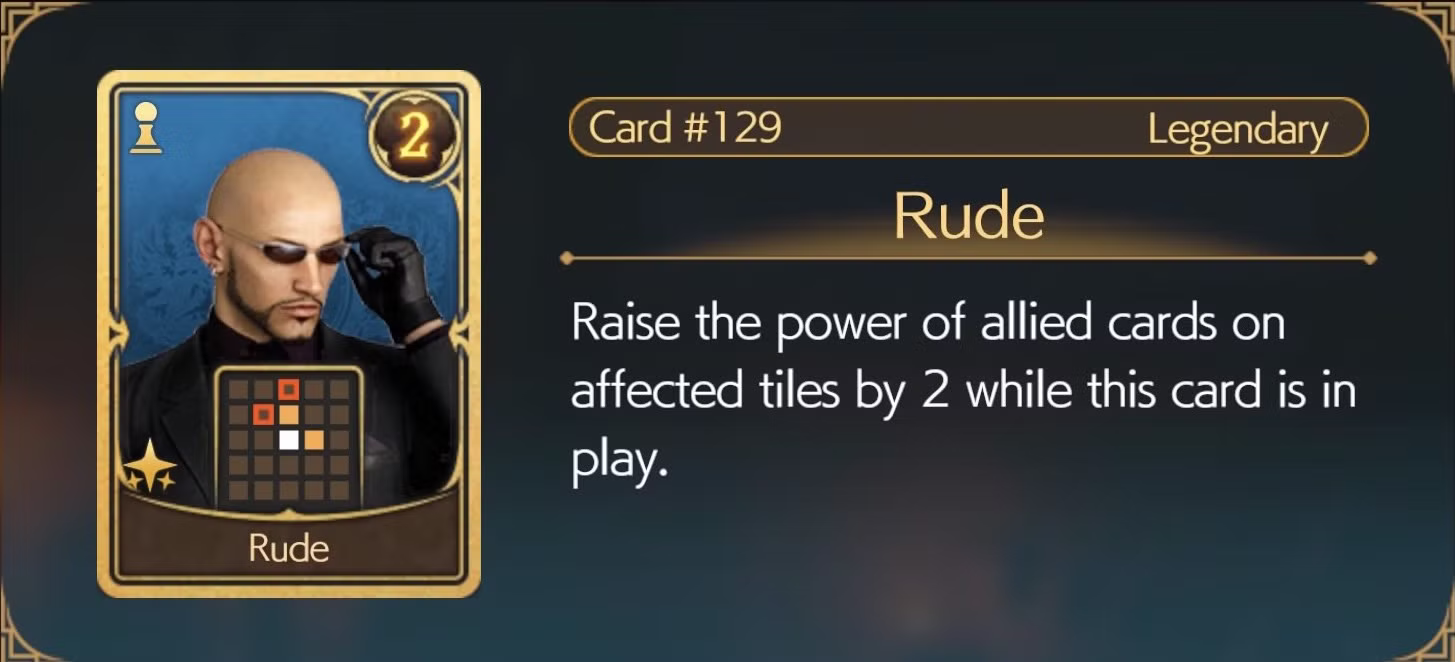 2
Rude
Card #129 Legendary
Rude
Raise the power of allied cards on
affected tiles by 2 while this card is in
play.